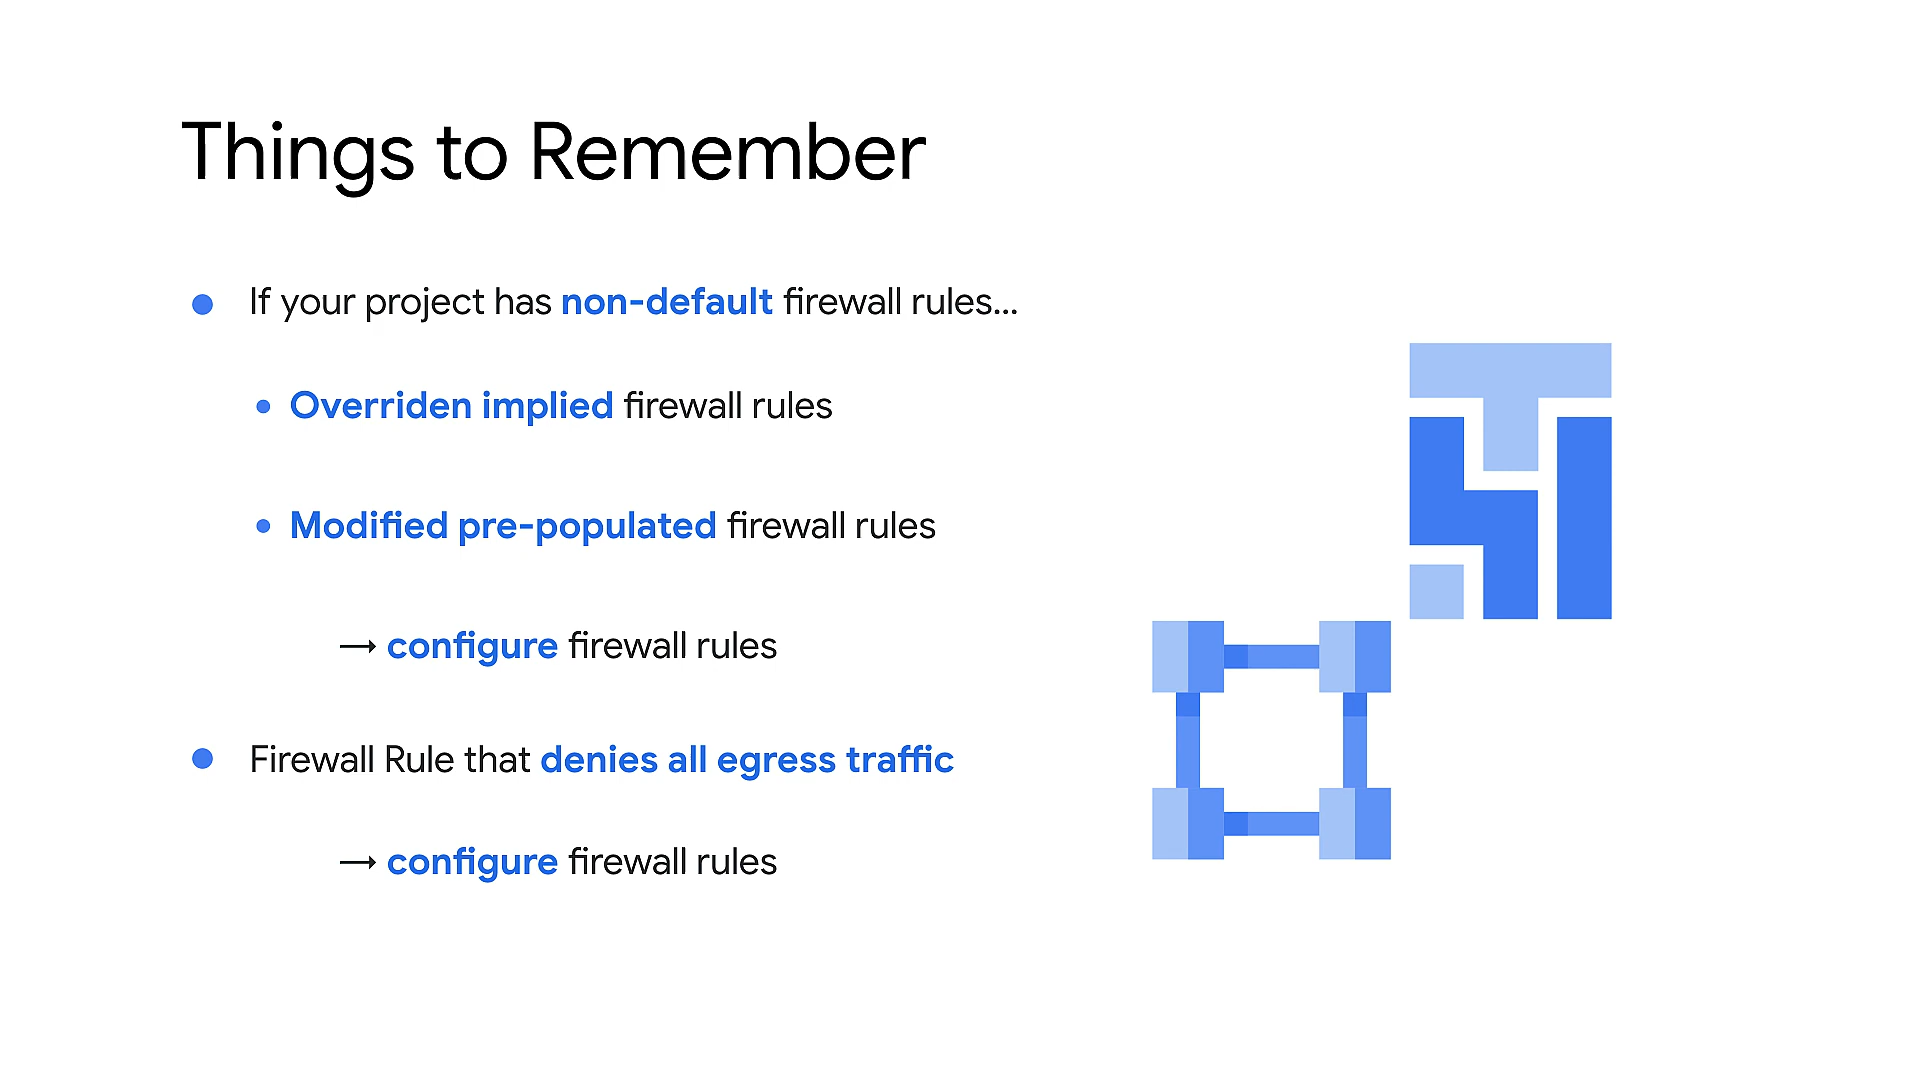 Things to Remember
If your project has non-default firewall rules...
Overriden implied firewall rules
Modified pre-populated firewall rules
→ configure firewall rules
Firewall Rule that denies all egress traffic
→ configure firewall rules